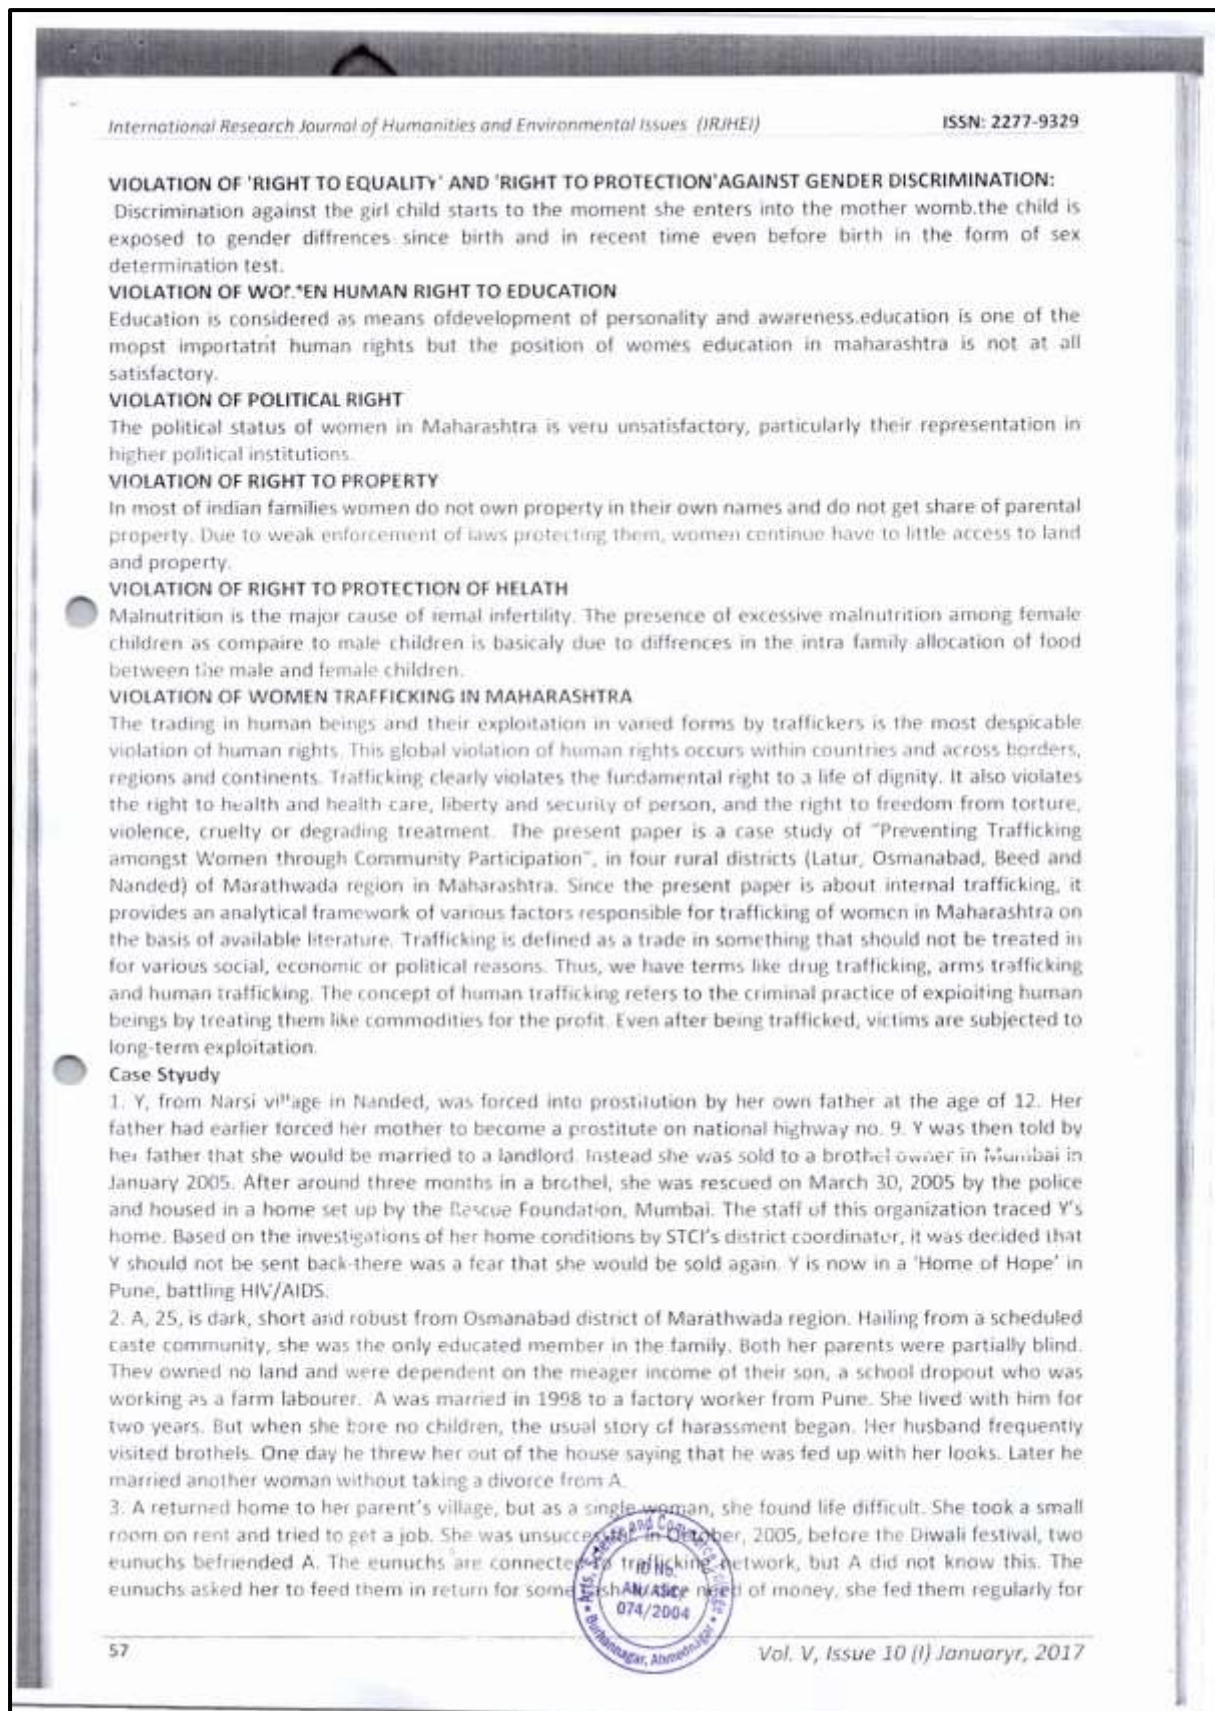 International Research Journal of Humanities and Environmental Issues (IRJHEI) ISSN: 2277-9329
VIOLATION OF 'RIGHT TO EQUALITY' AND 'RIGHT TO PROTECTION'AGAINST GENDER DISCRIMINATION:
Discrimination against the girl child starts to the moment she enters into the mother womb.the child is
exposed to gender diffrences since birth and in recent time even before birth in the form of sex
determination test.
VIOLATION OF HUMAN RIGHT TO EDUCATION
Education is considered as means ofdevelopment of personality and awareness.education is one of the
mopst importatnt human rights but the position of womes education in maharashtra is not at all
satisfactory.
VIOLATION OF POLITICAL RIGHT
The political status of women in Maharashtra is veru unsatisfactory, particularly their representation in
higher political institutions.
VIOLATION OF RIGHT TO PROPERTY
In most of indian families women do not own property in their own names and do not get share of parental
property. Due to weak enforcement of laws protecting them, women continue have to little access to land
and property.
VIOLATION OF RIGHT TO PROTECTION OF HELATH
Malnutrition is the major cause of femal infertility. The presence of excessive malnutrition among female
children as compaire to male children is basicaly due to diffrences in the intra family allocation of food
between the male and female children.
VIOLATION OF WOMEN TRAFFICKING IN MAHARASHTRA
The trading in human beings and their exploitation in varied forms by traffickers is the most despicable
violation of human rights. This global violation of human rights occurs within countries and across borders,
regions and continents. Trafficking clearly violates the fundamental right to a life of dignity. It also violates
the right to health and health care, liberty and security of person, and the right to freedom from torture,
violence, cruelty or degrading treatment. The present paper is a case study of "Preventing Trafficking
amongst Women through Community Participation", in four rural districts (Latur, Osmanabad, Beed and
Nanded) of Marathwada region in Maharashtra. Since the present paper is about internal trafficking, it
provides an analytical framework of various factors responsible for trafficking of women in Maharashtra on
the basis of available literature. Trafficking is defined as a trade in something that should not be treated in
for various social, economic or political reasons. Thus, we have terms like drug trafficking, arms trafficking
and human trafficking. The concept of human trafficking refers to the criminal practice of exploiting human
beings by treating them like commodities for the profit. Even after being trafficked, victims are subjected to
long-term exploitation.
Case Styudy
1. Y, from Narsi village in Nanded, was forced into prostitution by her own father at the age of 12. Her
father had earlier forced her mother to become a prostitute on national highway no. 9. Y was then told by
her father that she would be married to a landlord. Instead she was sold to a brothel owner in Mumbai in
January 2005. After around three months in a brothel, she was rescued on March 30, 2005 by the police
and housed in a home set up by the Rescue Foundation, Mumbai. The staff of this organization traced Y's
home. Based on the investigations of her home conditions by STCI's district coordinator, it was decided that
Y should not be sent back-there was a fear that she would be sold again. Y is now in a 'Home of Hope' in
Pune, battling HIV/AIDS.
2. A, 25, is dark, short and robust from Osmanabad district of Marathwada region. Hailing from a scheduled
caste community, she was the only educated member in the family. Both her parents were partially blind.
They owned no land and were dependent on the meager income of their son, a school dropout who was
working as a farm labourer. A was married in 1998 to a factory worker from Pune. She lived with him for
two years. But when she bore no children, the usual story of harassment began. Her husband frequently
visited brothels. One day he threw her out of the house saying that he was fed up with her looks. Later he
married another woman without taking a divorce from A.
3. A returned home to her parent's village, but as a single woman, she found life difficult. She took a small
room on rent and tried to get a job. She was in October, 2005, before the Diwali festival, two
eunuchs befriended A. The eunuchs are connected to trafficking network, but A did not know this. The
eunuchs asked her to feed them in return for some need of money, she fed them regularly for
Arts, Science and Commerce College
ID No.
AN/ASC/
074/2004
Burhannagar, Ahmednagar
57 Vol. V, Issue 10 (I) Januaryr, 2017